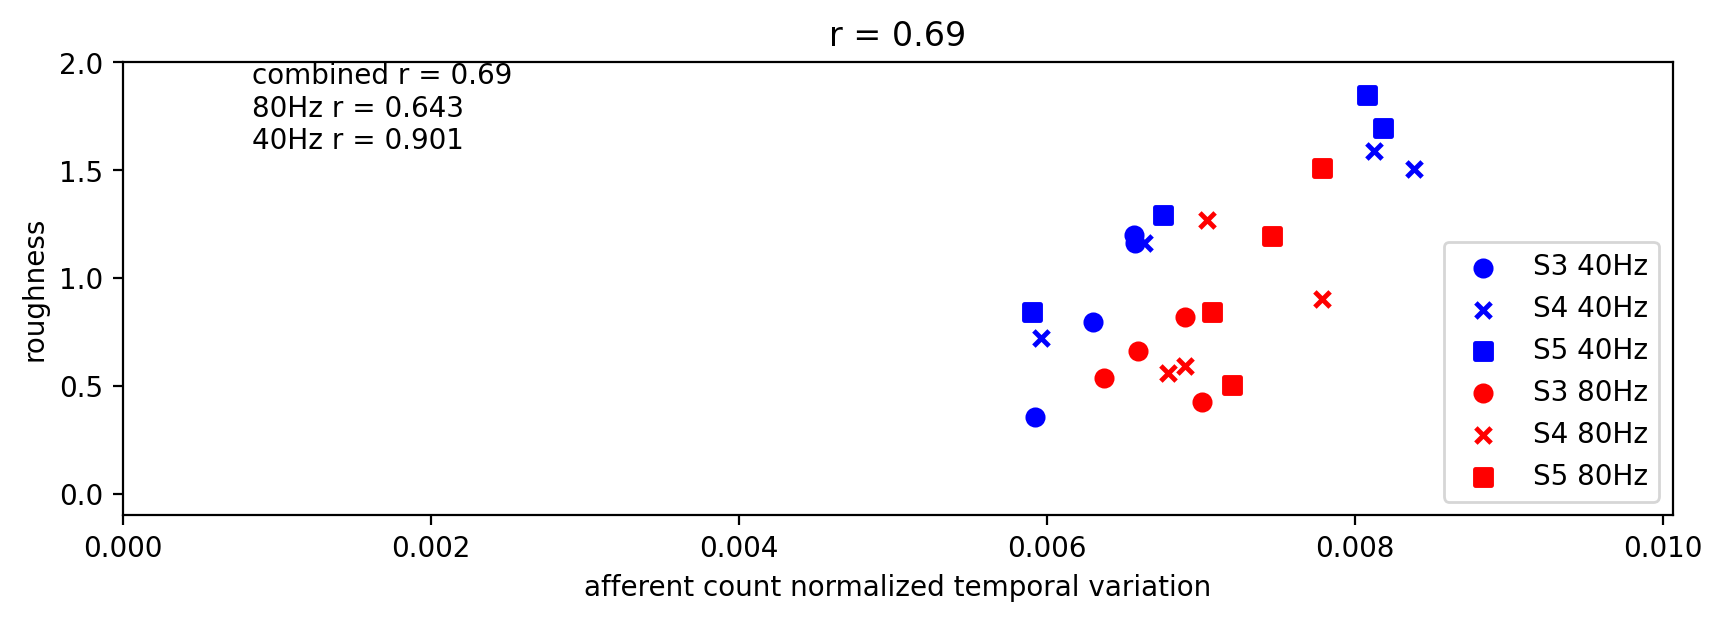 r = 0.69
combined r = 0.69
80Hz r = 0.643
40Hz r = 0.901
roughness
2.0
1.5
1.0
0.5
0.0
S3 40Hz
S4 40Hz
S5 40Hz
S3 80Hz
S4 80Hz
S5 80Hz
0.000 0.002 0.004 0.006 0.008 0.010
afferent count normalized temporal variation